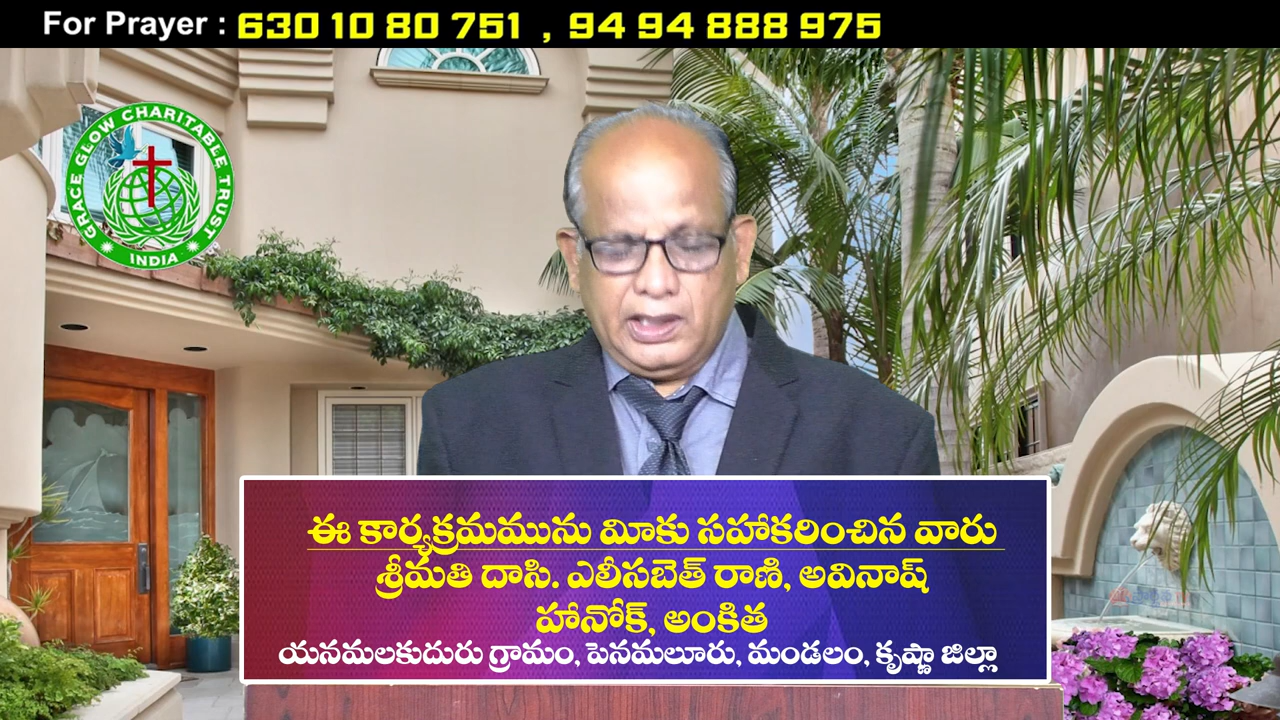 For Prayer : 630 10 80 751 , 94 94 888 975
GRACE GLOW CHARITABLE TRUST
INDIA
ఈ కార్యక్రమమును మీకు సహాకరించిన వారు
శ్రీమతి దాసి. ఎలీసబెత్ రాణి, అవినాష్
హానోక్, అంకిత
యనమలకుదురు గ్రామం, పెనమలూరు, మండలం, కృష్ణా జిల్లా